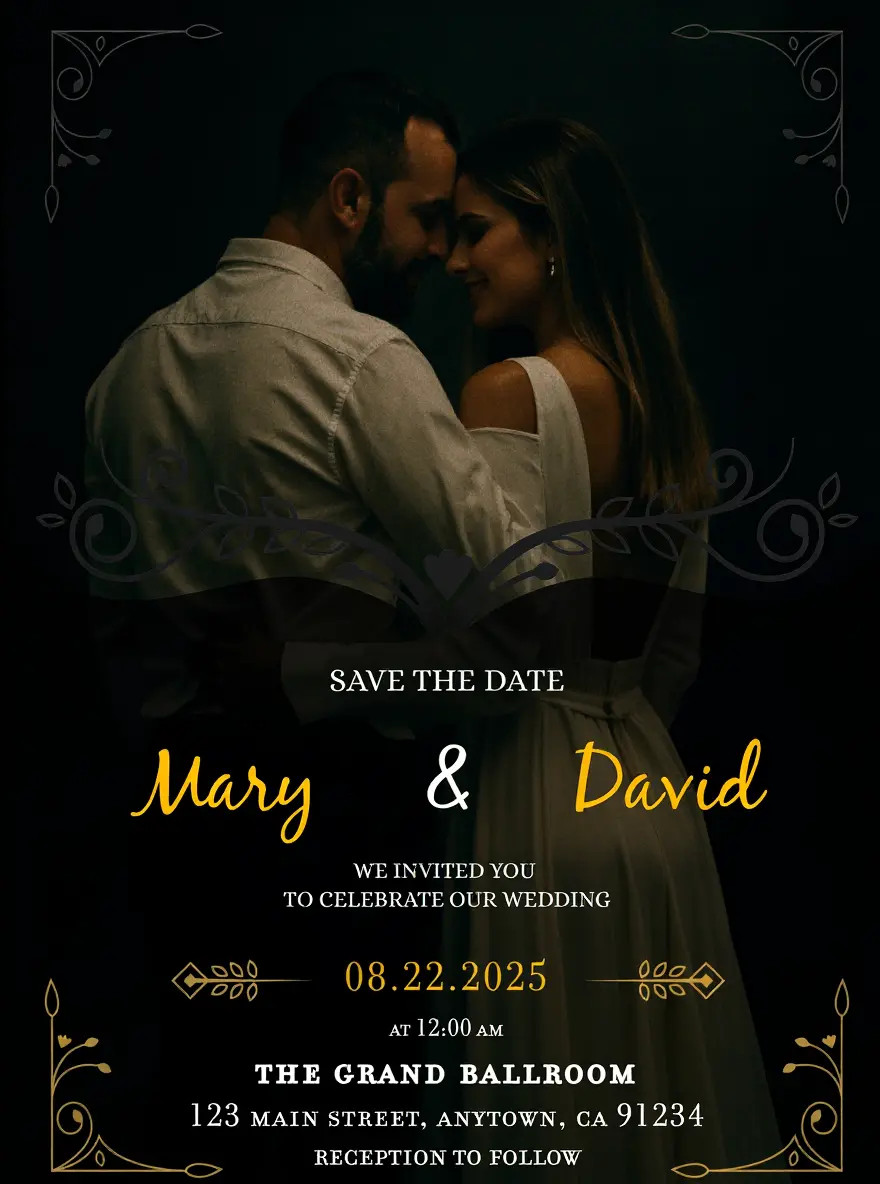 SAVE THE DATE
Mary & David
WE INVITED YOU
TO CELEBRATE OUR WEDDING
08.22.2025
AT 12:00 AM
THE GRAND BALLROOM
123 MAIN STREET, ANYTOWN, CA 91234
RECEPTION TO FOLLOW